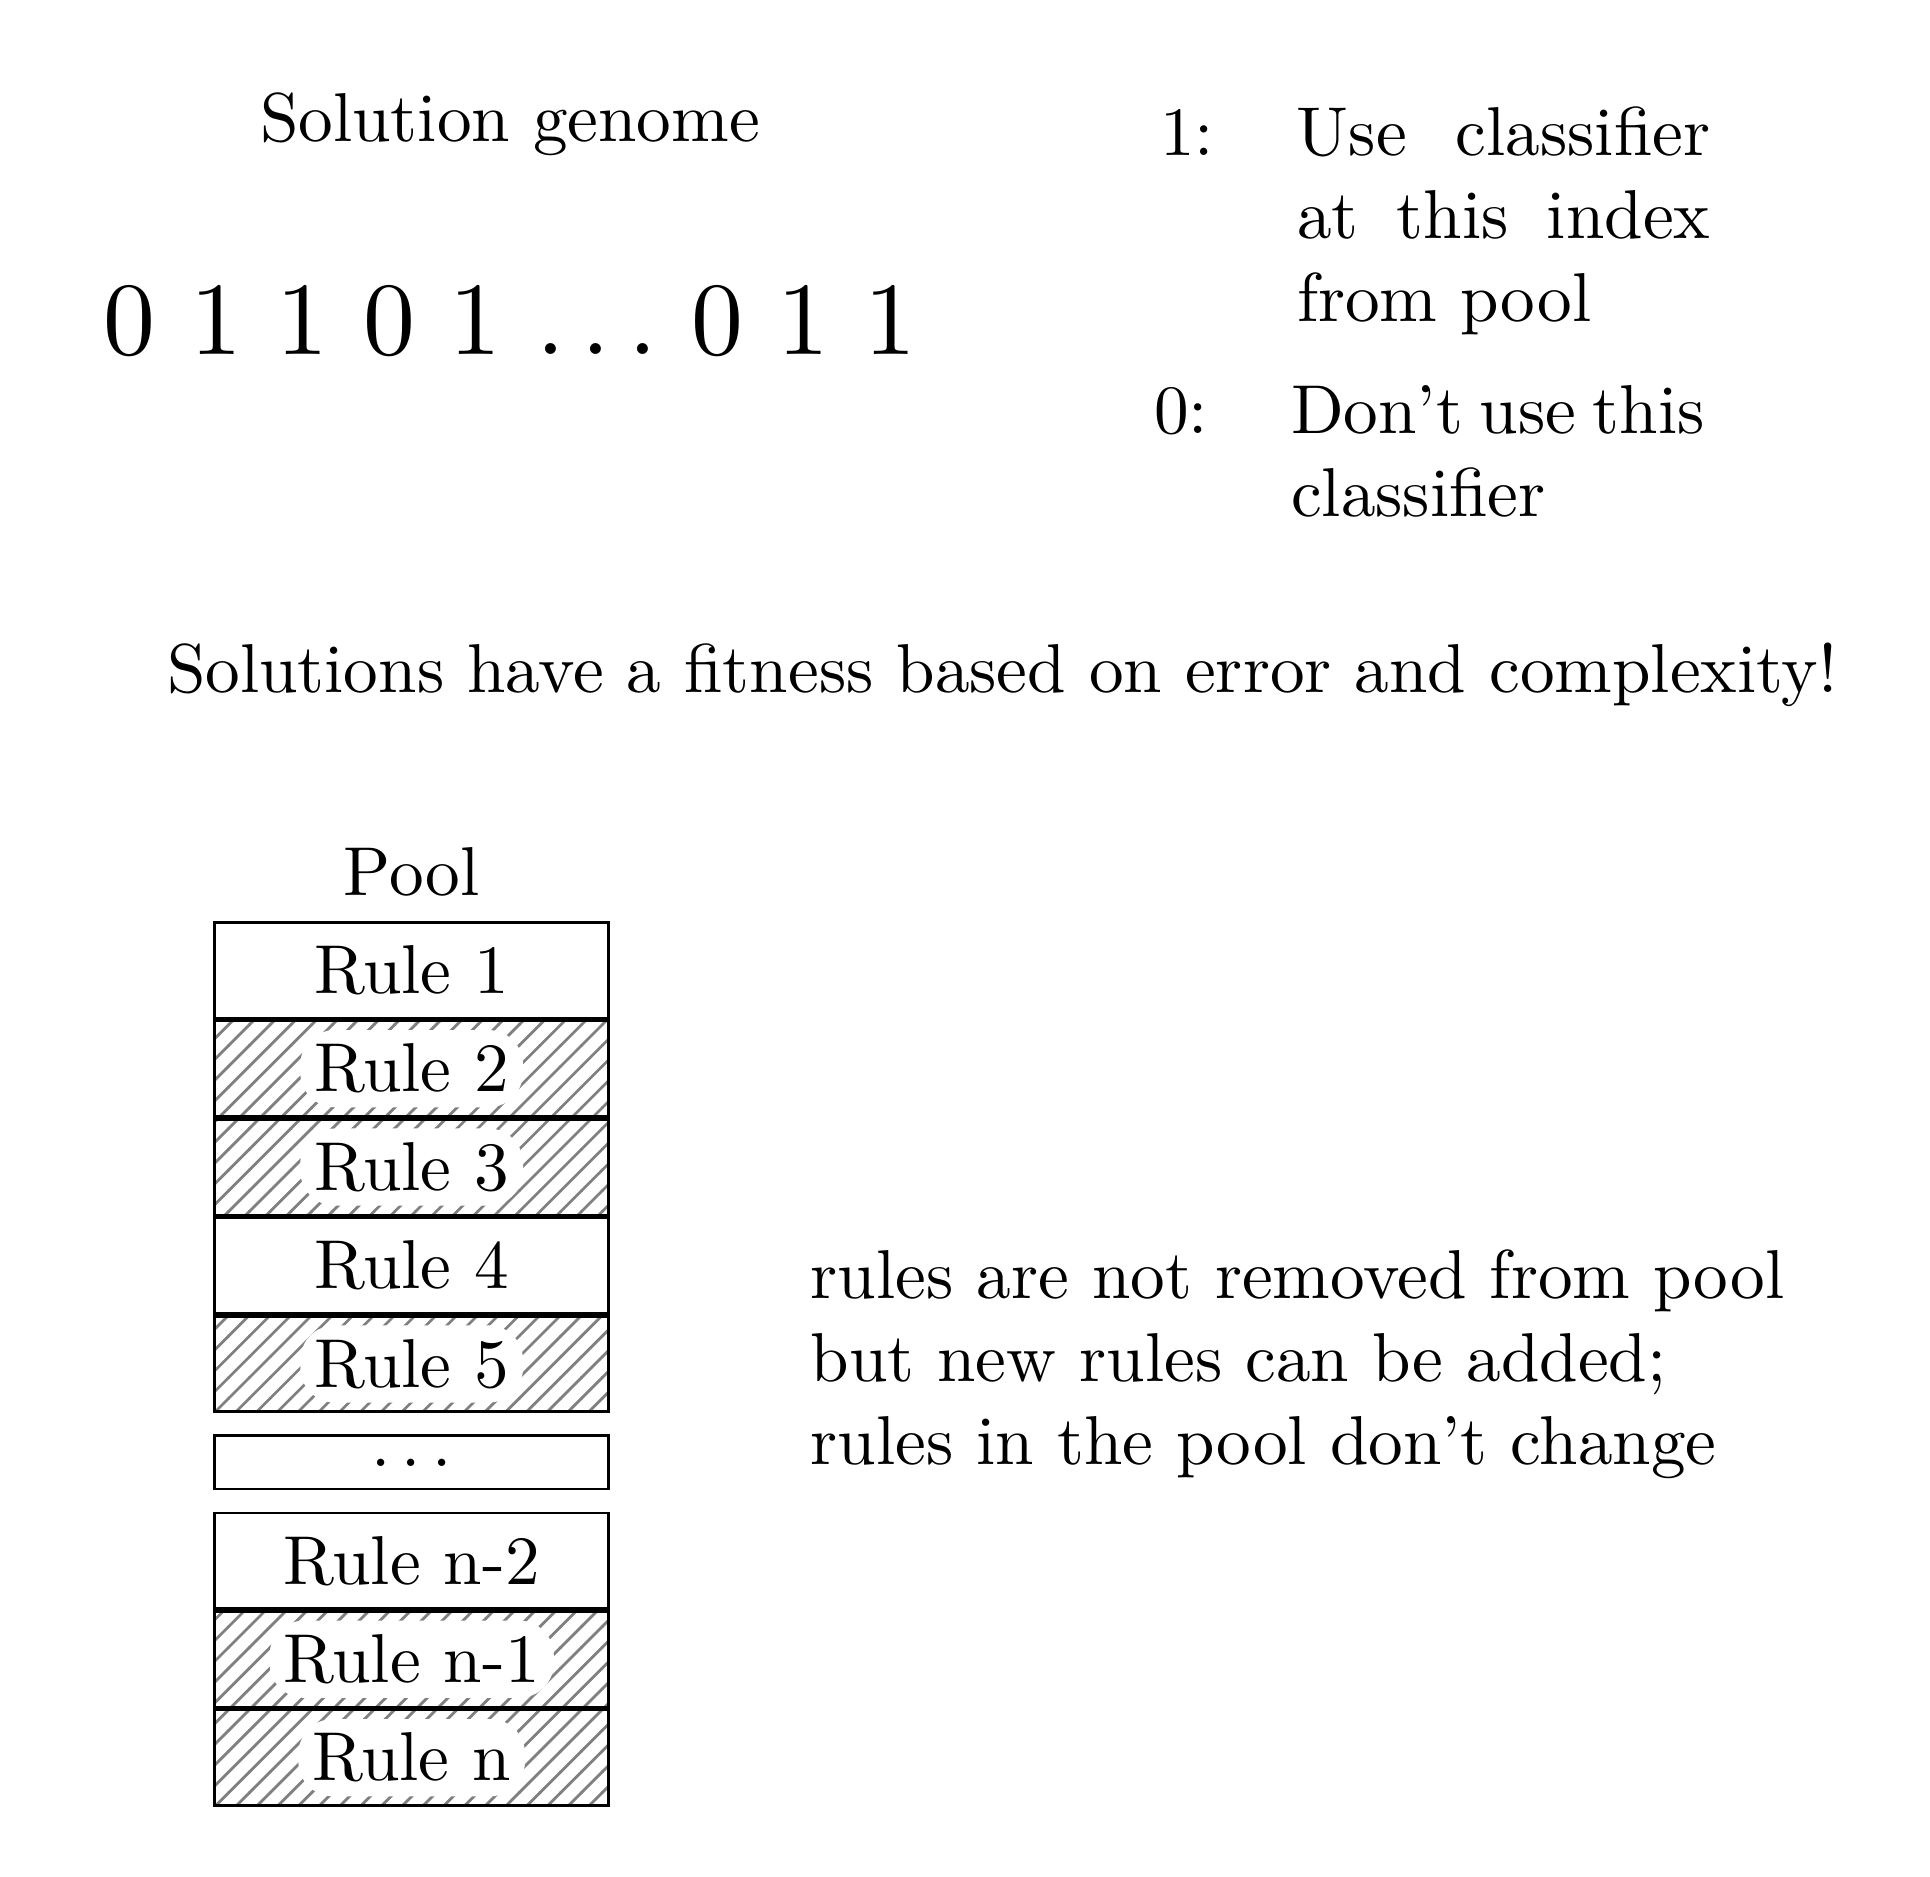 Solution genome
0 1 1 0 1 ... 0 1 1
1: Use classifier
at this index
from pool
0: Don't use this
classifier
Solutions have a fitness based on error and complexity!
Pool
Rule 1
Rule 2
Rule 3
Rule 4
Rule 5
...
Rule n-2
Rule n-1
Rule n
rules are not removed from pool
but new rules can be added;
rules in the pool don't change